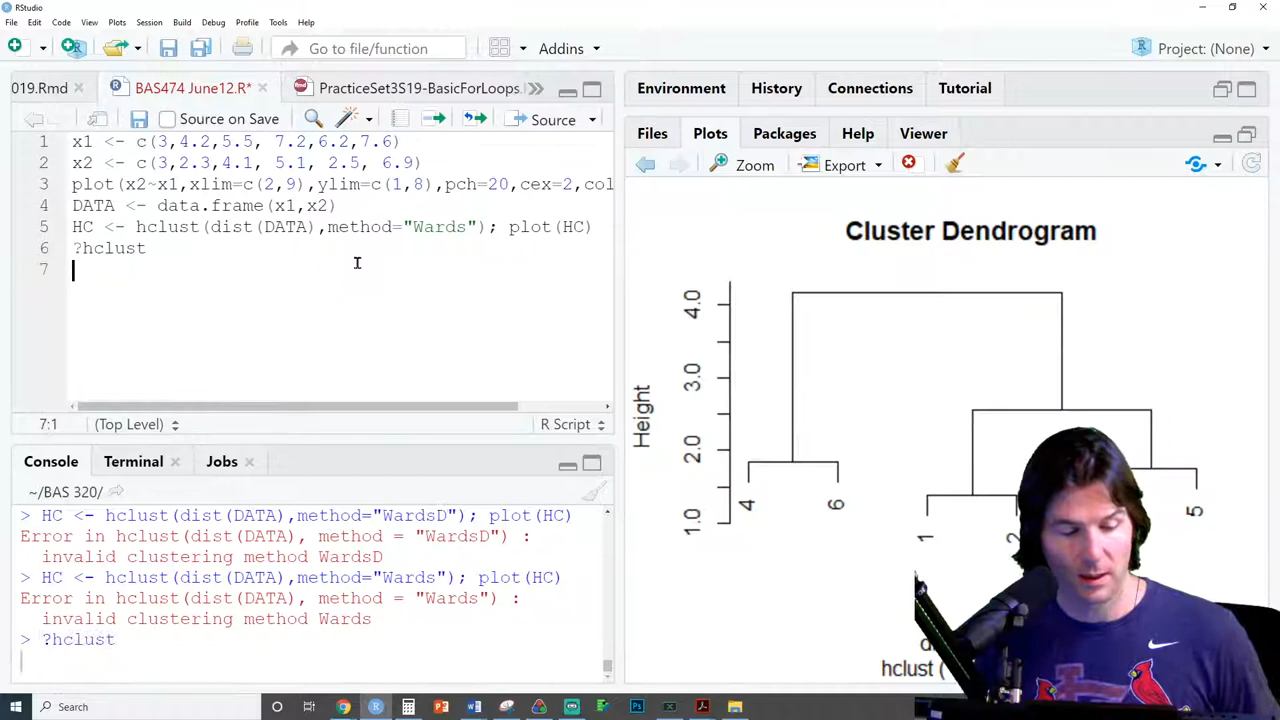 RStudio
File Edit Code View Plots Session Build Debug Profile Tools Help
Go to file/function
Addins
Project: (None)
019.Rmd
BAS474 June12.R*
PracticeSet3S19-BasicForLoops.
Source on Save
Source
1 x1 <- c(3,4.2,5.5, 7.2,6.2,7.6)
2 x2 <- c(3,2.3,4.1 5.1, 2.5, 6.9)
3 plot(x2~x1,xlim=c(2,9),ylim=c(1,8),pch=20,cex=2,col
4 DATA <- data.frame(x1,x2)
5 HC <- hclust(dist(DATA),method="Wards"); plot(HC)
6 ?hclust
7
7:1 (Top Level) R Script
Console Terminal Jobs
~/BAS 320/
> HC <- hclust(dist(DATA),method="WardsD"); plot(HC)
Error in hclust(dist(DATA), method = "WardsD") :
invalid clustering method WardsD
> HC <- hclust(dist(DATA),method="Wards"); plot(HC)
Error in hclust(dist(DATA), method = "Wards") :
invalid clustering method Wards
> ?hclust
Environment History Connections Tutorial
Files Plots Packages Help Viewer
Zoom Export
Cluster Dendrogram
Height
4.0
3.0
2.0
1.0
4
6
1
2
5
hclust (
Search